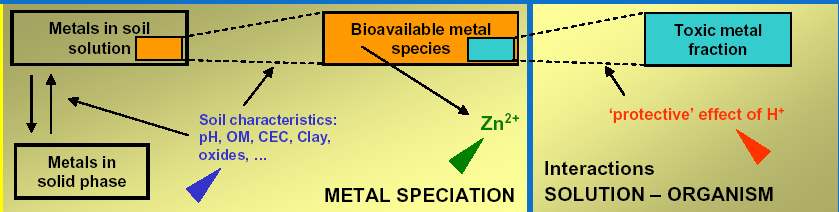 Metals in soil
solution
Bioavailable metal
species
Toxic metal
fraction
Soil characteristics:
pH, OM, CEC, Clay,
oxides, ...
Zn²⁺
'protective' effect of H⁺
Metals in
solid phase
METAL SPECIATION
Interactions
SOLUTION – ORGANISM